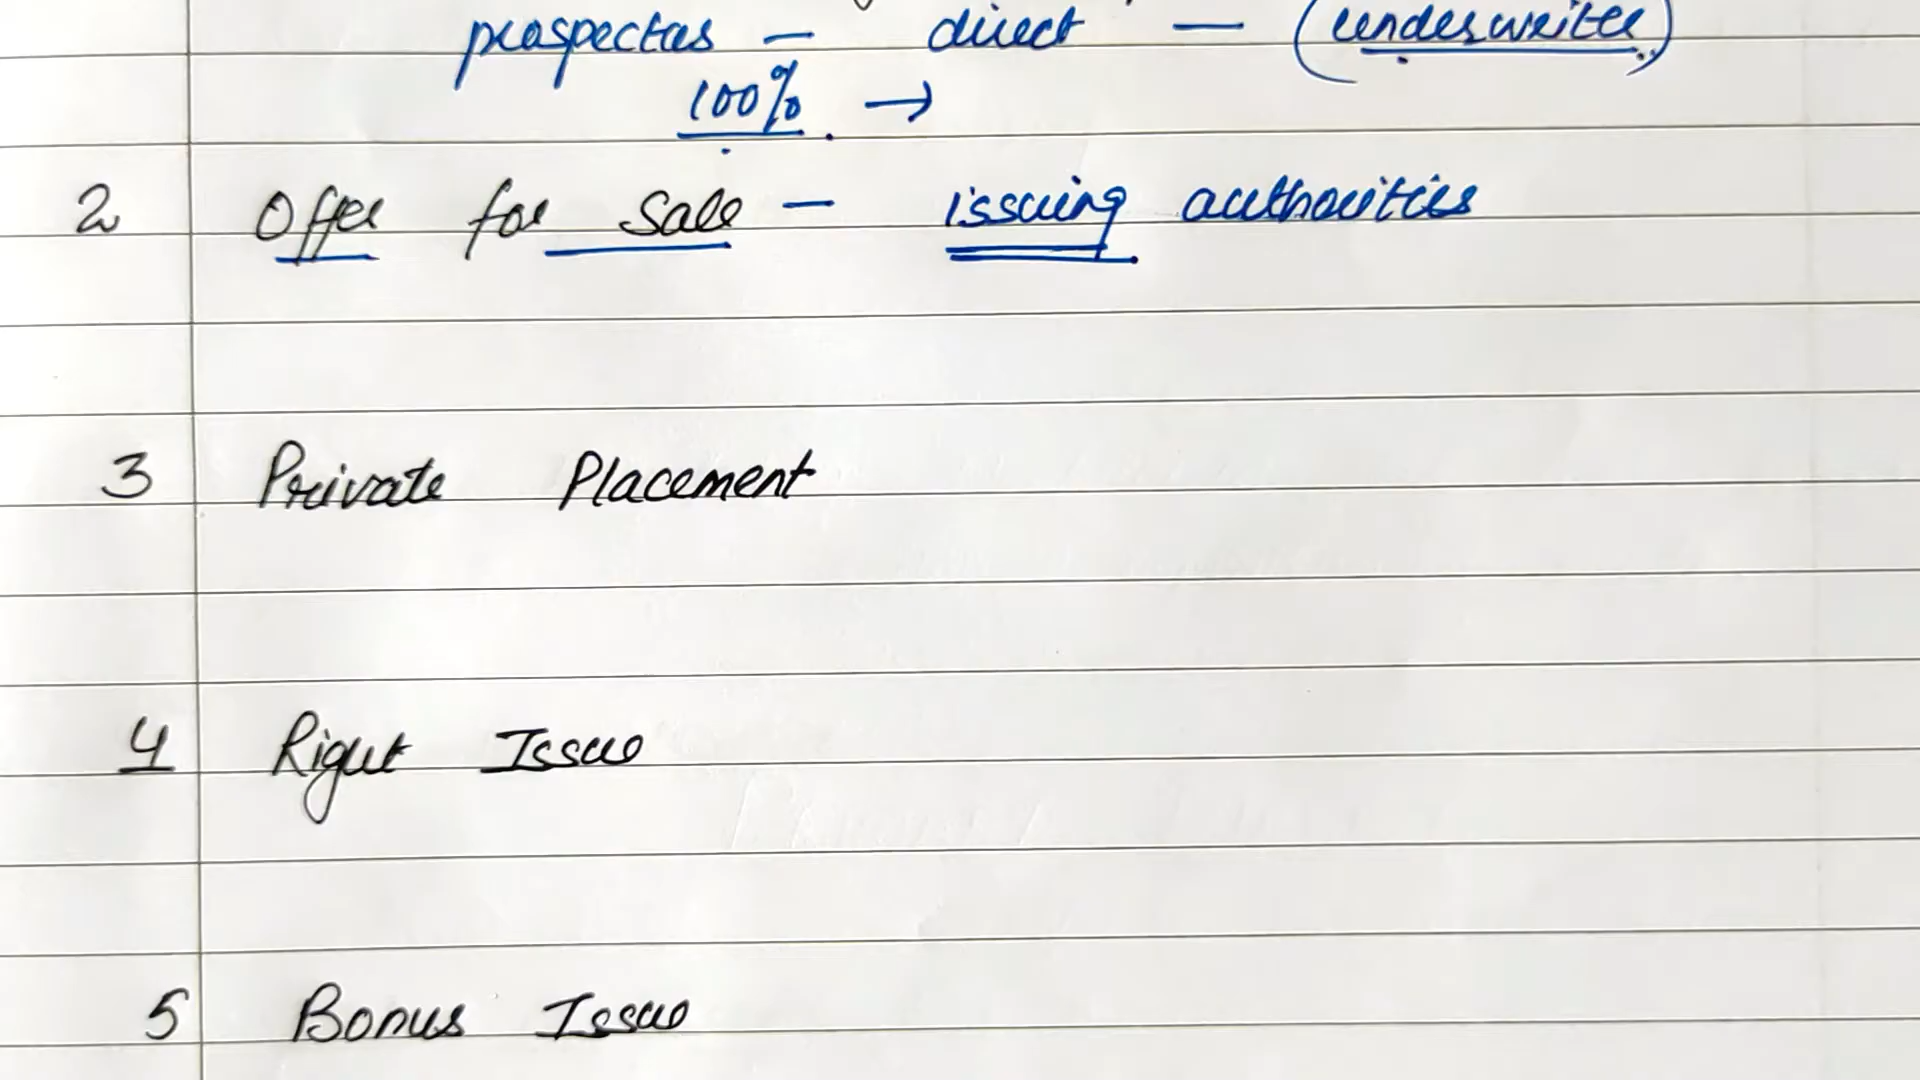 prospectus — direct — (underwriter)
100% →
2 Offer for Sale — issuing authorities
3 Private Placement
4 Right Issue
5 Bonus Issue